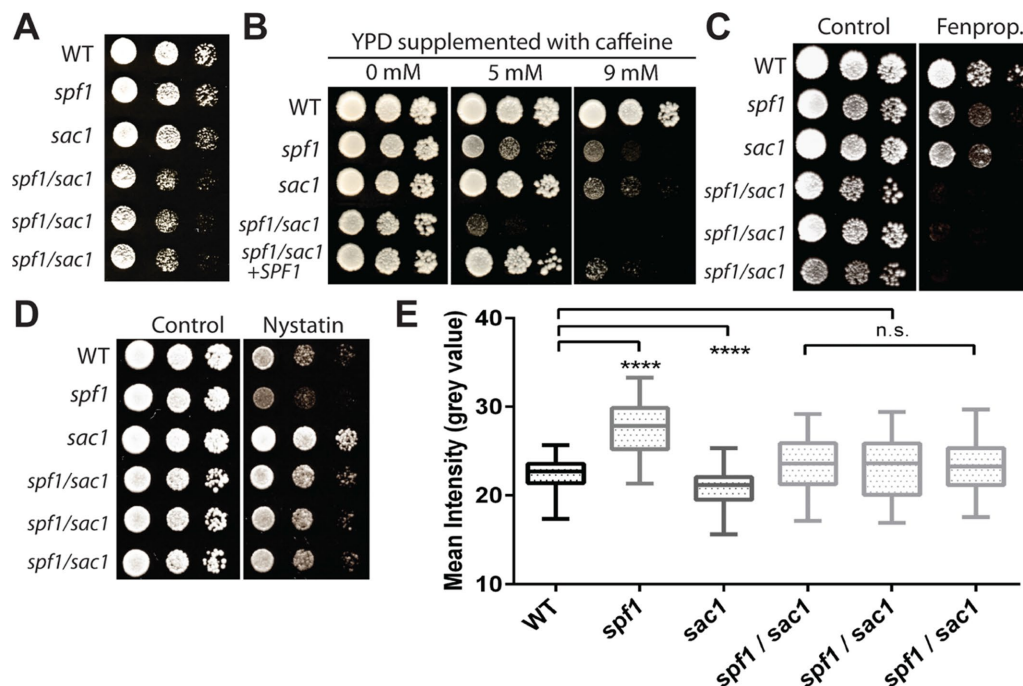 A
WT
spf1
sac1
spf1/sac1
spf1/sac1
spf1/sac1
B
YPD supplemented with caffeine
0 mM 5 mM 9 mM
WT
spf1
sac1
spf1/sac1
spf1/sac1
+SPF1
C
Control Fenprop.
WT
spf1
sac1
spf1/sac1
spf1/sac1
spf1/sac1
D
Control Nystatin
WT
spf1
sac1
spf1/sac1
spf1/sac1
spf1/sac1
E
Mean Intensity (grey value)
40
30
20
10
**** **** n.s.
WT spf1 sac1 spf1 / sac1 spf1 / sac1 spf1 / sac1